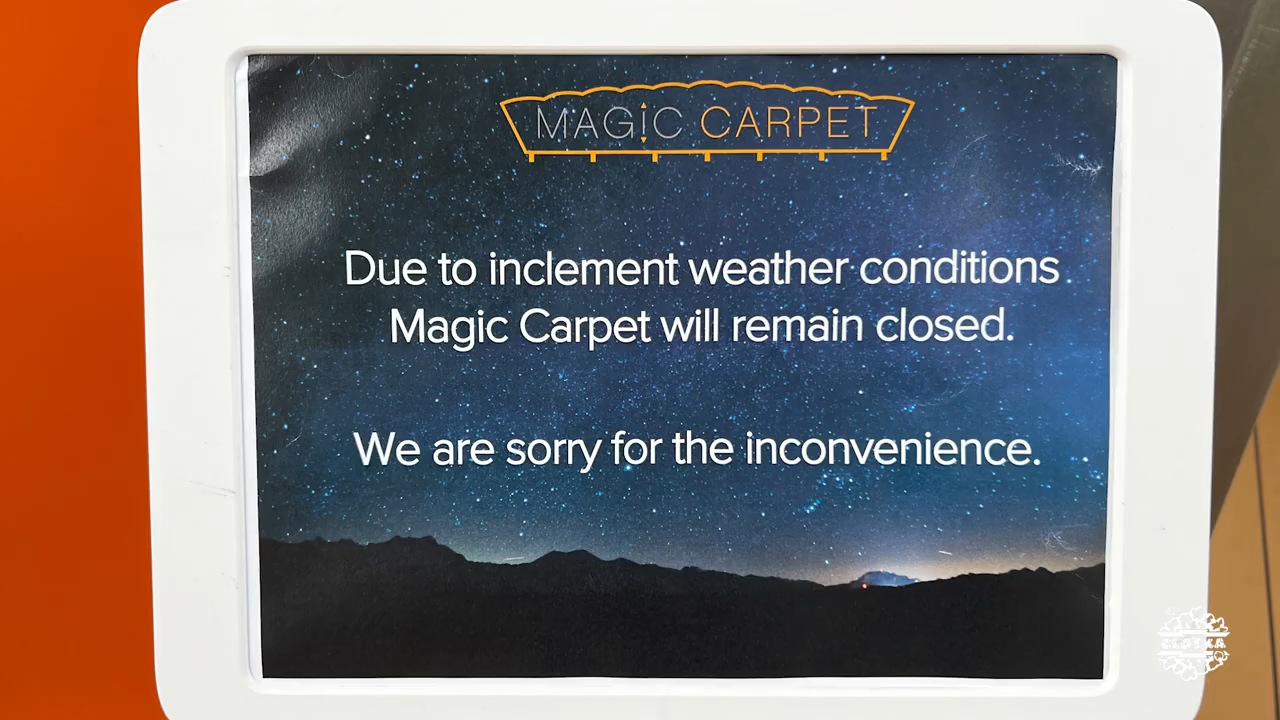 MAGIC CARPET
Due to inclement weather conditions
Magic Carpet will remain closed.
We are sorry for the inconvenience.